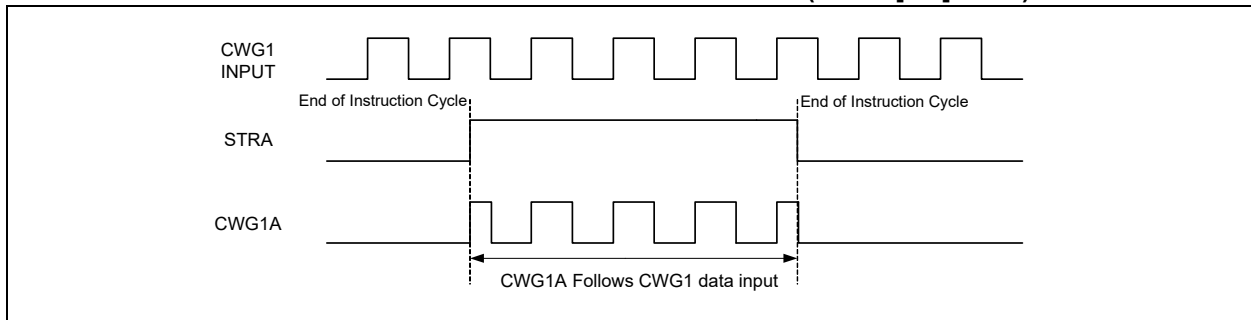 CWG1
INPUT
End of Instruction Cycle
End of Instruction Cycle
STRA
CWG1A
CWG1A Follows CWG1 data input